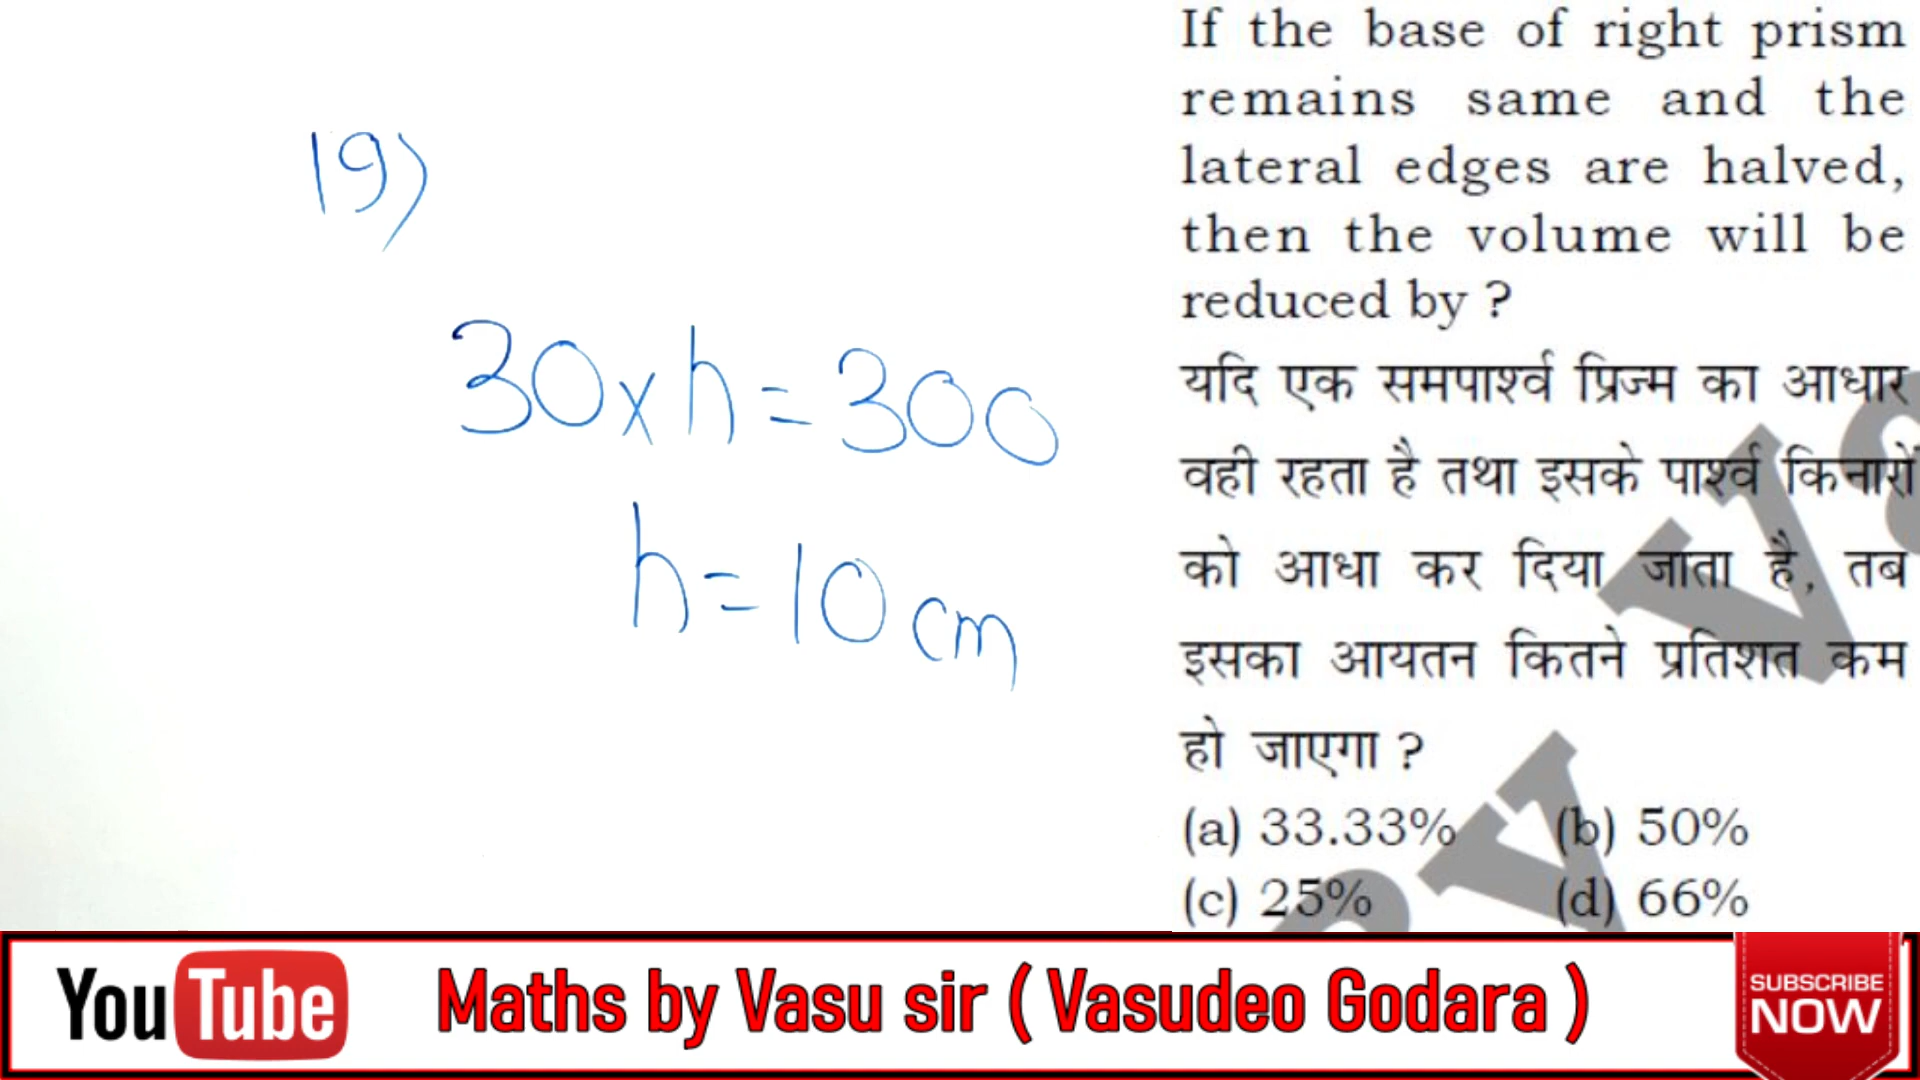 19)
30 x h = 300
h = 10 cm
If the base of right prism
remains same and the
lateral edges are halved,
then the volume will be
reduced by ?
यदि एक समपार्श्व प्रिज्म का आधार
वही रहता है तथा इसके पार्श्व किनारों
को आधा कर दिया जाता है, तब
इसका आयतन कितने प्रतिशत कम
हो जाएगा ?
(a) 33.33% (b) 50%
(c) 25% (d) 66%
YouTube
Maths by Vasu sir ( Vasudeo Godara )
SUBSCRIBE
NOW